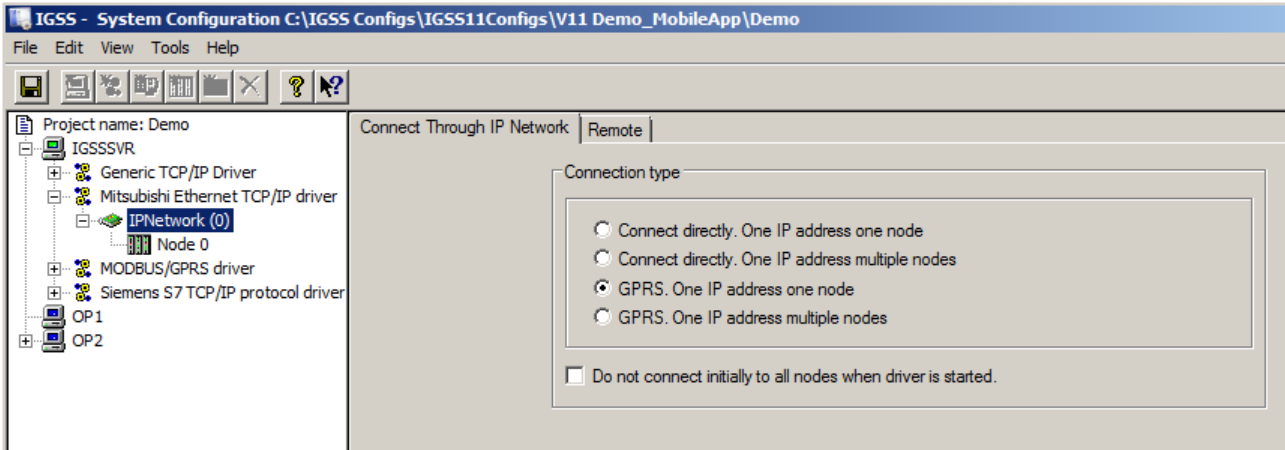 IGSS - System Configuration C:\IGSS Configs\IGSS11Configs\V11 Demo_MobileApp\Demo
File Edit View Tools Help
Project name: Demo
IGSSSVR
Generic TCP/IP Driver
Mitsubishi Ethernet TCP/IP driver
IPNetwork (0)
Node 0
MODBUS/GPRS driver
Siemens S7 TCP/IP protocol driver
OP1
OP2
Connect Through IP Network Remote
Connection type
Connect directly. One IP address one node
Connect directly. One IP address multiple nodes
GPRS. One IP address one node
GPRS. One IP address multiple nodes
Do not connect initially to all nodes when driver is started.